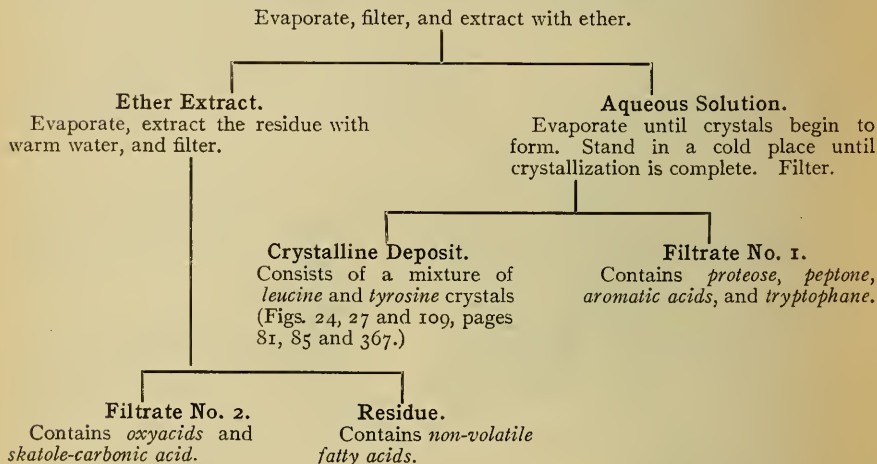 Evaporate, filter, and extract with ether.
Ether Extract.
Evaporate, extract the residue with
warm water, and filter.
Aqueous Solution.
Evaporate until crystals begin to
form. Stand in a cold place until
crystallization is complete. Filter.
Crystalline Deposit.
Consists of a mixture of
leucine and tyrosine crystals
(Figs. 24, 27 and 109, pages
81, 85 and 367.)
Filtrate No. 1.
Contains proteose, peptone,
aromatic acids, and tryptophane.
Filtrate No. 2.
Contains oxyacids and
skatole-carbonic acid.
Residue.
Contains non-volatile
fatty acids.